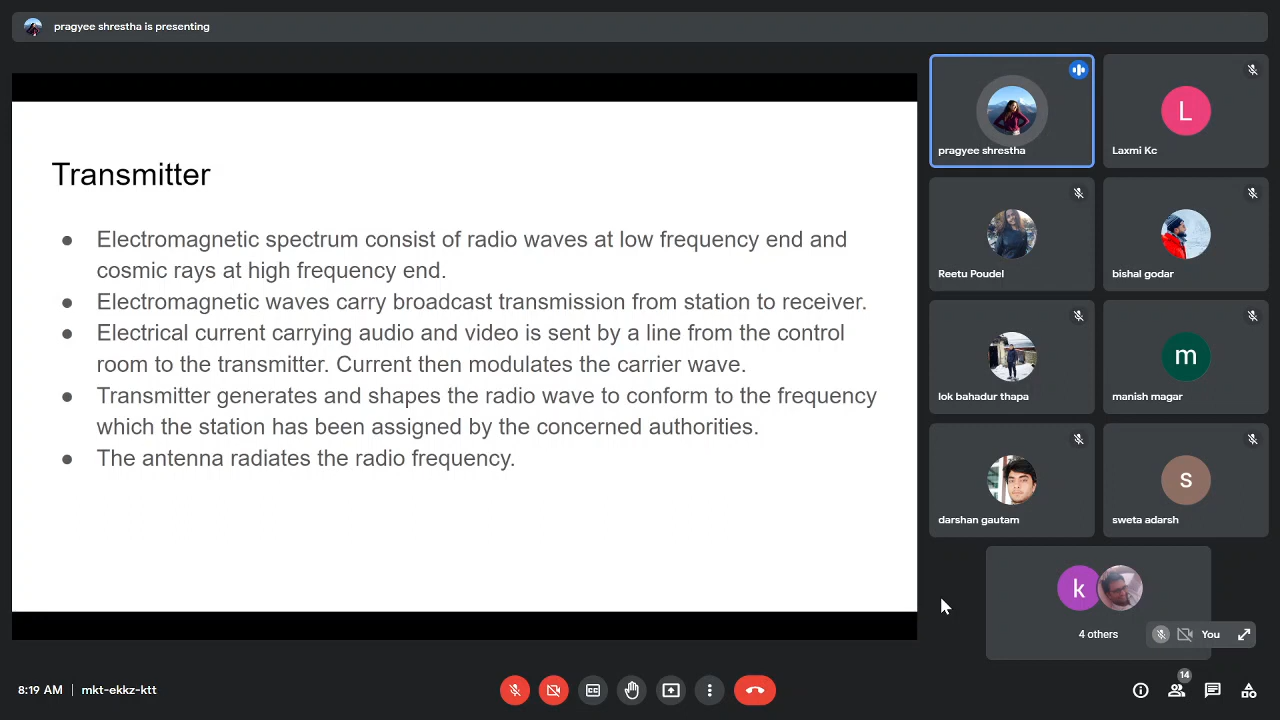 pragyee shrestha is presenting
Transmitter
● Electromagnetic spectrum consist of radio waves at low frequency end and
cosmic rays at high frequency end.
● Electromagnetic waves carry broadcast transmission from station to receiver.
● Electrical current carrying audio and video is sent by a line from the control
room to the transmitter. Current then modulates the carrier wave.
● Transmitter generates and shapes the radio wave to conform to the frequency
which the station has been assigned by the concerned authorities.
● The antenna radiates the radio frequency.
pragyee shrestha
L
Laxmi Kc
Reetu Poudel
bishal godar
lok bahadur thapa
m
manish magar
darshan gautam
s
sweta adarsh
k
4 others
You
8:19 AM | mkt-ekkz-ktt
CC
14